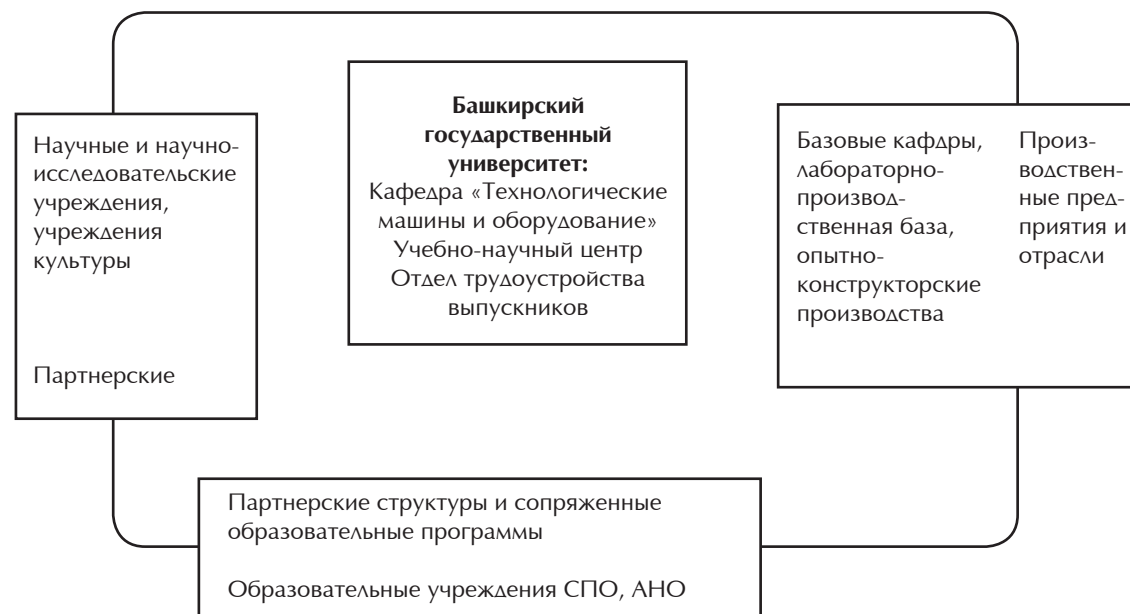 Башкирский
государственный
университет:
Кафедра «Технологические
машины и оборудование»
Учебно-научный центр
Отдел трудоустройства
выпускников
Научные и научно-
исследовательские
учреждения,
учреждения
культуры
Партнерские
Базовые кафдры,
лабораторно-
производ-
ственная база,
опытно-
конструкторские
производства
Произ-
водствен-
ные пред-
приятия и
отрасли
Партнерские структуры и сопряженные
образовательные программы
Образовательные учреждения СПО, АНО